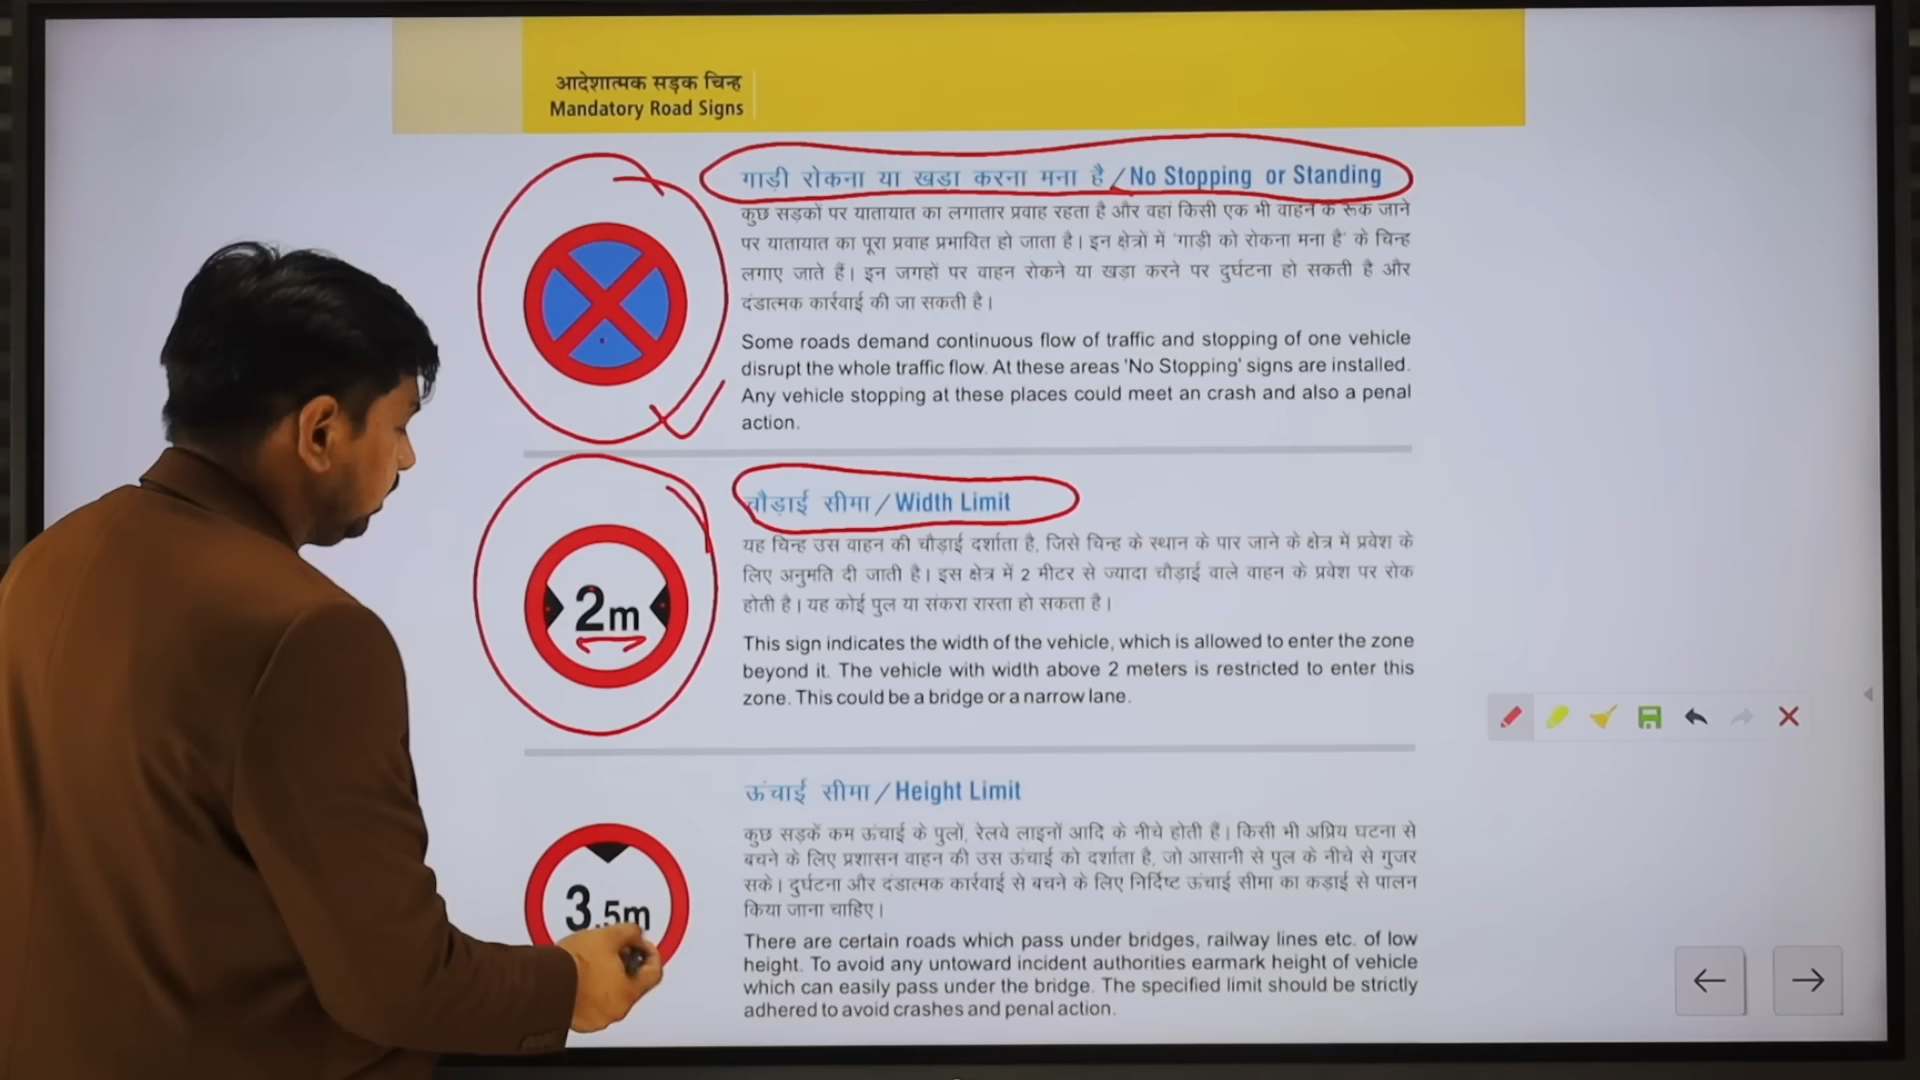 आदेशात्मक सड़क चिन्ह
Mandatory Road Signs
गाड़ी रोकना या खड़ा करना मना है / No Stopping or Standing
कुछ सड़कों पर यातायात का लगातार प्रवाह रहता है और वहां किसी एक भी वाहन के रूक जाने
पर यातायात का पूरा प्रवाह प्रभावित हो जाता है। इन क्षेत्रों में 'गाड़ी को रोकना मना है' के चिन्ह
लगाए जाते हैं। इन जगहों पर वाहन रोकने या खड़ा करने पर दुर्घटना हो सकती है और
दंडात्मक कार्रवाई की जा सकती है।
Some roads demand continuous flow of traffic and stopping of one vehicle
disrupt the whole traffic flow. At these areas 'No Stopping' signs are installed.
Any vehicle stopping at these places could meet an crash and also a penal
action.
चौड़ाई सीमा / Width Limit
2m
यह चिन्ह उस वाहन की चौड़ाई दर्शाता है, जिसे चिन्ह के स्थान के पार जाने के क्षेत्र में प्रवेश के
लिए अनुमति दी जाती है। इस क्षेत्र में 2 मीटर से ज्यादा चौड़ाई वाले वाहन के प्रवेश पर रोक
होती है। यह कोई पुल या संकरा रास्ता हो सकता है।
This sign indicates the width of the vehicle, which is allowed to enter the zone
beyond it. The vehicle with width above 2 meters is restricted to enter this
zone. This could be a bridge or a narrow lane.
ऊंचाई सीमा / Height Limit
3.5m
कुछ सड़कें कम ऊंचाई के पुलों, रेलवे लाइनों आदि के नीचे होती हैं। किसी भी अप्रिय घटना से
बचने के लिए प्रशासन वाहन की उस ऊंचाई को दर्शाता है, जो आसानी से पुल के नीचे से गुजर
सके। दुर्घटना और दंडात्मक कार्रवाई से बचने के लिए निर्दिष्ट ऊंचाई सीमा का कड़ाई से पालन
किया जाना चाहिए।
There are certain roads which pass under bridges, railway lines etc. of low
height. To avoid any untoward incident authorities earmark height of vehicle
which can easily pass under the bridge. The specified limit should be strictly
adhered to avoid crashes and penal action.